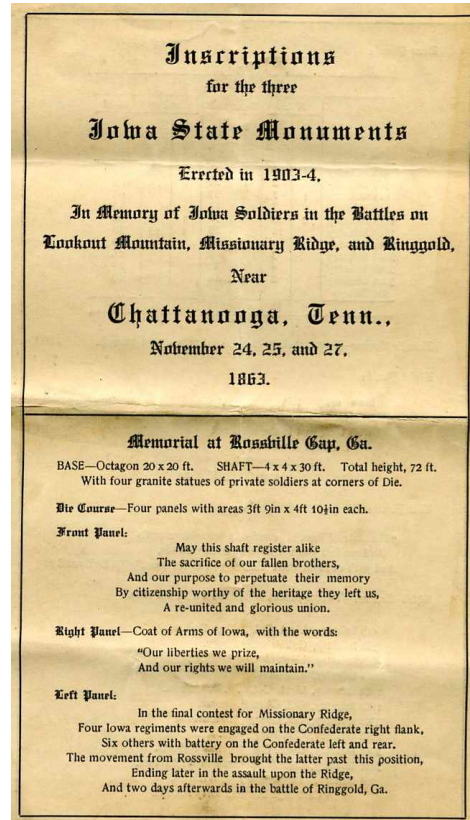 Inscriptions
for the three
Iowa State Monuments
Erected in 1903-4,
In Memory of Iowa Soldiers in the Battles on
Lookout Mountain, Missionary Ridge, and Ringgold,
Near
Chattanooga, Tenn.,
November 24, 25, and 27,
1863.
Memorial at Rossville Gap, Ga.
BASE—Octagon 20 x 20 ft. SHAFT—4 x 4 x 30 ft. Total height, 72 ft.
With four granite statues of private soldiers at corners of Die.
Die Course—Four panels with areas 3ft 9in x 4ft 10½in each.
Front Panel:
May this shaft register alike
The sacrifice of our fallen brothers,
And our purpose to perpetuate their memory
By citizenship worthy of the heritage they left us,
A re-united and glorious union.
Right Panel—Coat of Arms of Iowa, with the words:
"Our liberties we prize,
And our rights we will maintain."
Left Panel:
In the final contest for Missionary Ridge,
Four Iowa regiments were engaged on the Confederate right flank,
Six others with battery on the Confederate left and rear.
The movement from Rossville brought the latter past this position,
Ending later in the assault upon the Ridge,
And two days afterwards in the battle of Ringgold, Ga.